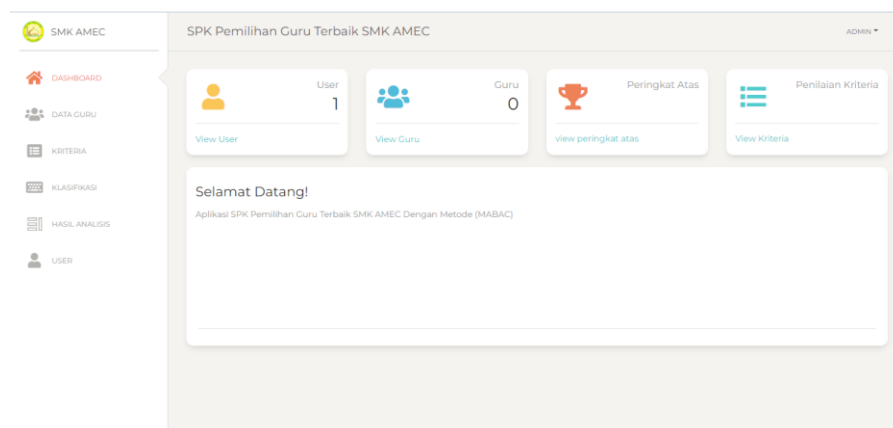 SMK AMEC
SPK Pemilihan Guru Terbaik SMK AMEC
ADMIN
DASHBOARD
DATA GURU
KRITERIA
KLASIFIKASI
HASIL ANALISIS
USER
User
1
View User
Guru
0
View Guru
Peringkat Atas
view peringkat atas
Penilaian Kriteria
View Kriteria
Selamat Datang!
Aplikasi SPK Pemilihan Guru Terbaik SMK AMEC Dengan Metode (MABAC)